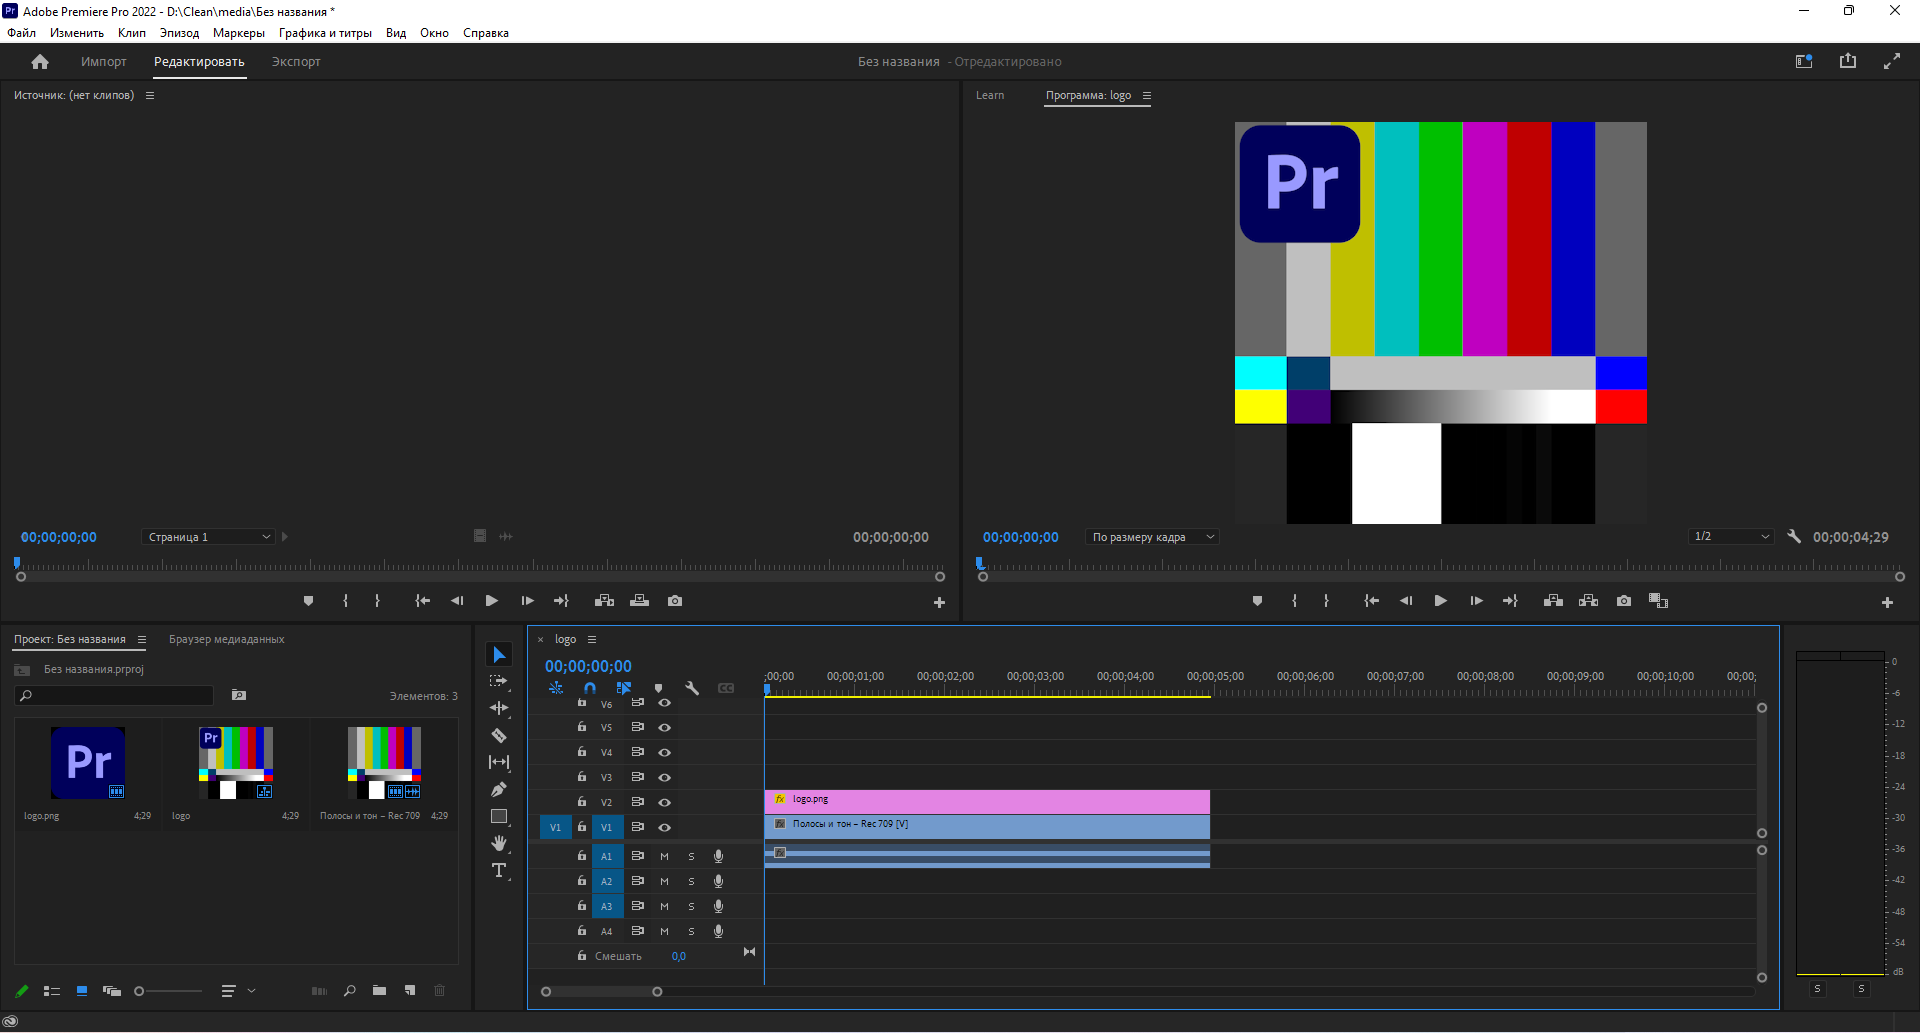 Adobe Premiere Pro 2022 - D:\Clean\media\Без названия *
Файл Изменить Клип Эпизод Маркеры Графика и титры Вид Окно Справка
Импорт Редактировать Экспорт
Без названия - Отредактировано
Источник: (нет клипов)
Learn Программа: logo
Pr
00;00;00;00 Страница 1 00;00;00;00
00;00;00;00 По размеру кадра 1/2 00;00;04;29
Проект: Без названия Браузер медиаданных
Без названия.prproj
Элементов: 3
Pr
Pr
logo.png 4;29
logo 4;29
Полосы и тон – Rec 709 4;29
logo
00;00;00;00
;00;00 00;00;01;00 00;00;02;00 00;00;03;00 00;00;04;00 00;00;05;00 00;00;06;00 00;00;07;00 00;00;08;00 00;00;09;00 00;00;10;00 00;00;
V6
V5
V4
V3
V2 fx logo.png
V1 V1 fx Полосы и тон – Rec 709 [V]
A1 M S fx
A2 M S
A3 M S
A4 M S
Смешать 0,0
T
0
-6
-12
-18
-24
-30
-36
-42
-48
-54
dB
S S